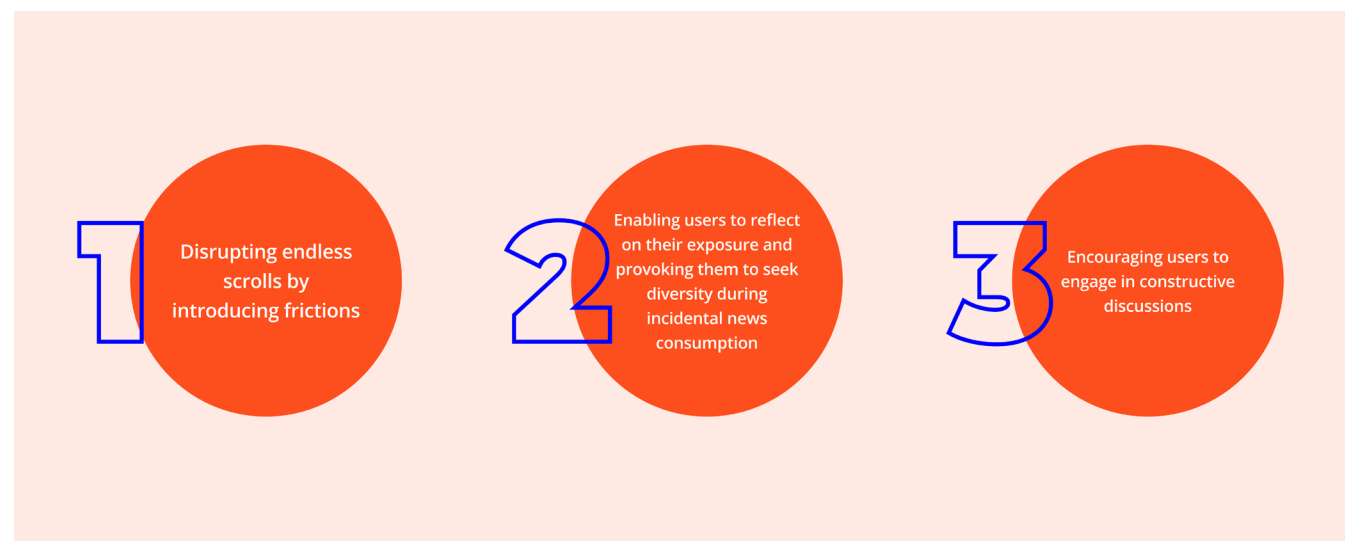 1
Disrupting endless
scrolls by
introducing frictions
2
Enabling users to reflect
on their exposure and
provoking them to seek
diversity during
incidental news
consumption
3
Encouraging users to
engage in constructive
discussions